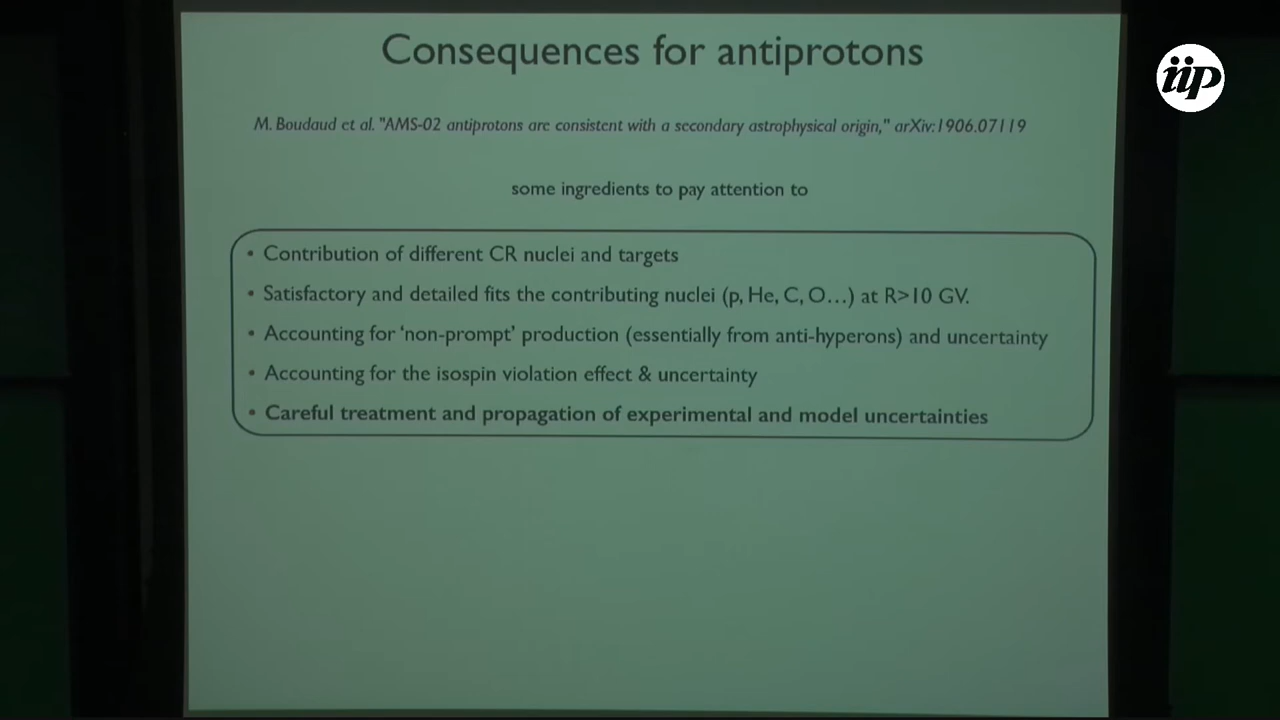 Consequences for antiprotons
iip
M. Boudaud et al. "AMS-02 antiprotons are consistent with a secondary astrophysical origin," arXiv:1906.07119
some ingredients to pay attention to
• Contribution of different CR nuclei and targets
• Satisfactory and detailed fits the contributing nuclei (p, He, C, O…) at R>10 GV.
• Accounting for ‘non-prompt’ production (essentially from anti-hyperons) and uncertainty
• Accounting for the isospin violation effect & uncertainty
• Careful treatment and propagation of experimental and model uncertainties